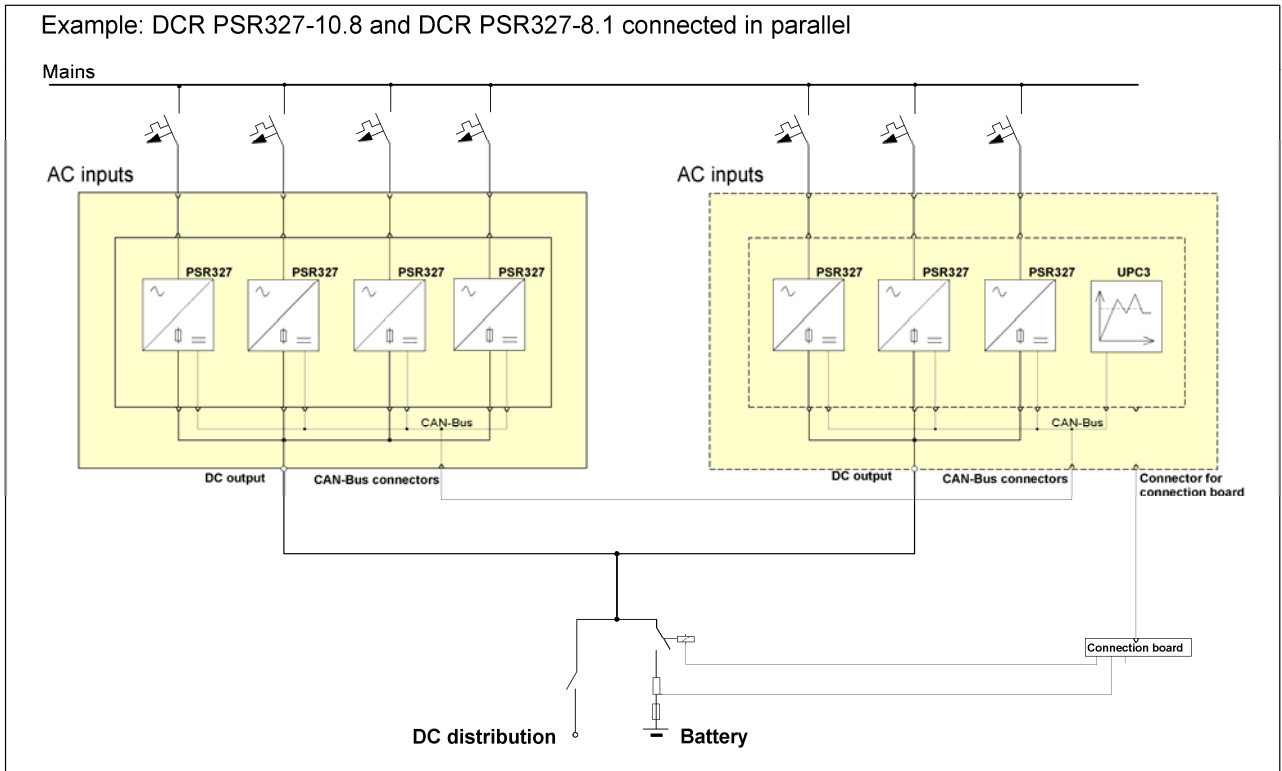 Example: DCR PSR327-10.8 and DCR PSR327-8.1 connected in parallel
Mains
AC inputs
AC inputs
PSR327
PSR327
PSR327
PSR327
PSR327
PSR327
PSR327
UPC3
CAN-Bus
CAN-Bus
DC output
CAN-Bus connectors
DC output
CAN-Bus connectors
Connector for
connection board
Connection board
DC distribution
Battery